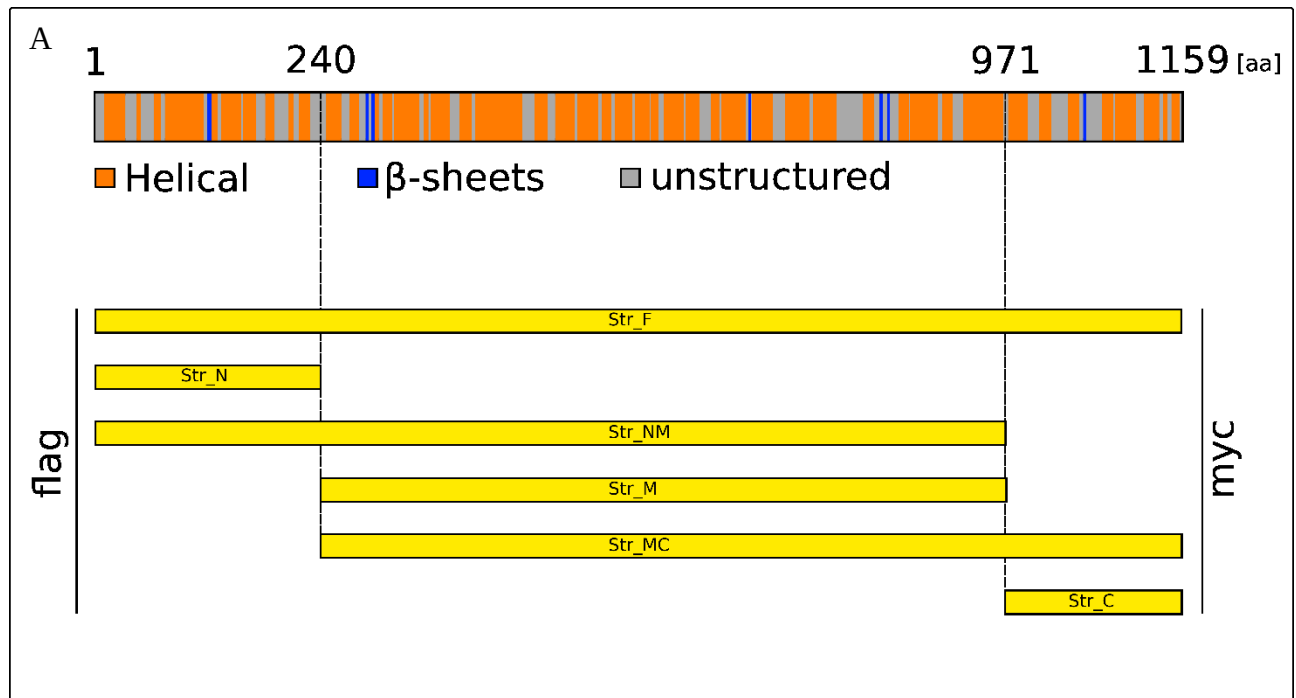 A
1 240 971 1159 [aa]
Helical β-sheets unstructured
Str_F
Str_N
Str_NM
Str_M
Str_MC
Str_C
flag
myc